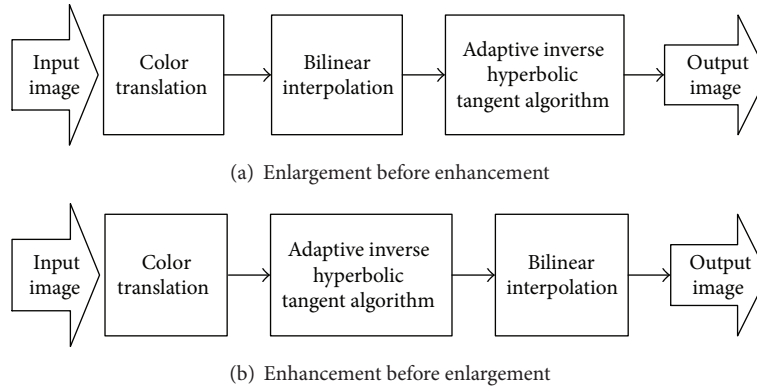 Input
image
Color
translation
Bilinear
interpolation
Adaptive inverse
hyperbolic
tangent algorithm
Output
image
(a) Enlargement before enhancement
Input
image
Color
translation
Adaptive inverse
hyperbolic
tangent algorithm
Bilinear
interpolation
Output
image
(b) Enhancement before enlargement